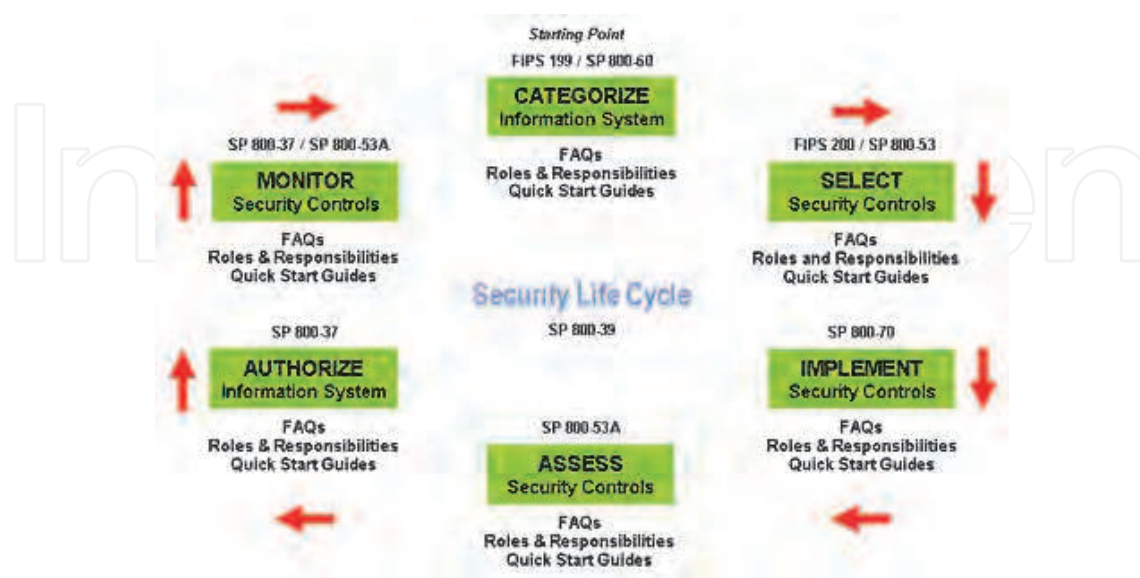 Starting Point
FIPS 199 / SP 800-60
CATEGORIZE
Information System
FAQs
Roles & Responsibilities
Quick Start Guides
SP 800-37 / SP 800-53A
MONITOR
Security Controls
FAQs
Roles & Responsibilities
Quick Start Guides
FIPS 200 / SP 800-53
SELECT
Security Controls
FAQs
Roles and Responsibilities
Quick Start Guides
Security Life Cycle
SP 800-39
SP 800-37
AUTHORIZE
Information System
FAQs
Roles & Responsibilities
Quick Start Guides
SP 800-70
IMPLEMENT
Security Controls
FAQs
Roles & Responsibilities
Quick Start Guides
SP 800-53A
ASSESS
Security Controls
FAQs
Roles & Responsibilities
Quick Start Guides